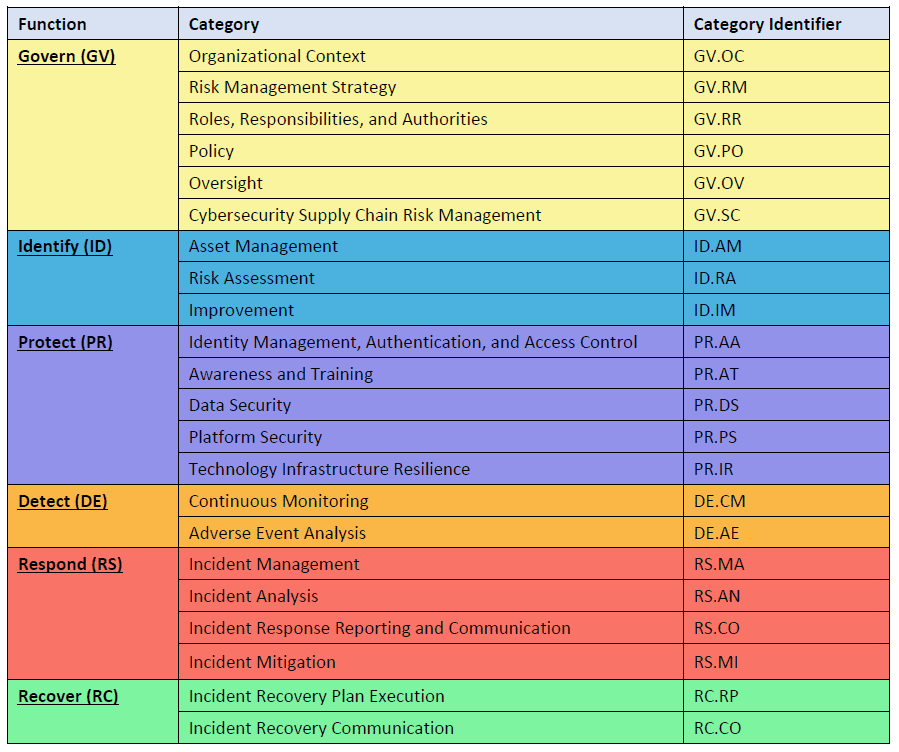 Function Category Category Identifier
Govern (GV) Organizational Context GV.OC
Risk Management Strategy GV.RM
Roles, Responsibilities, and Authorities GV.RR
Policy GV.PO
Oversight GV.OV
Cybersecurity Supply Chain Risk Management GV.SC
Identify (ID) Asset Management ID.AM
Risk Assessment ID.RA
Improvement ID.IM
Protect (PR) Identity Management, Authentication, and Access Control PR.AA
Awareness and Training PR.AT
Data Security PR.DS
Platform Security PR.PS
Technology Infrastructure Resilience PR.IR
Detect (DE) Continuous Monitoring DE.CM
Adverse Event Analysis DE.AE
Respond (RS) Incident Management RS.MA
Incident Analysis RS.AN
Incident Response Reporting and Communication RS.CO
Incident Mitigation RS.MI
Recover (RC) Incident Recovery Plan Execution RC.RP
Incident Recovery Communication RC.CO